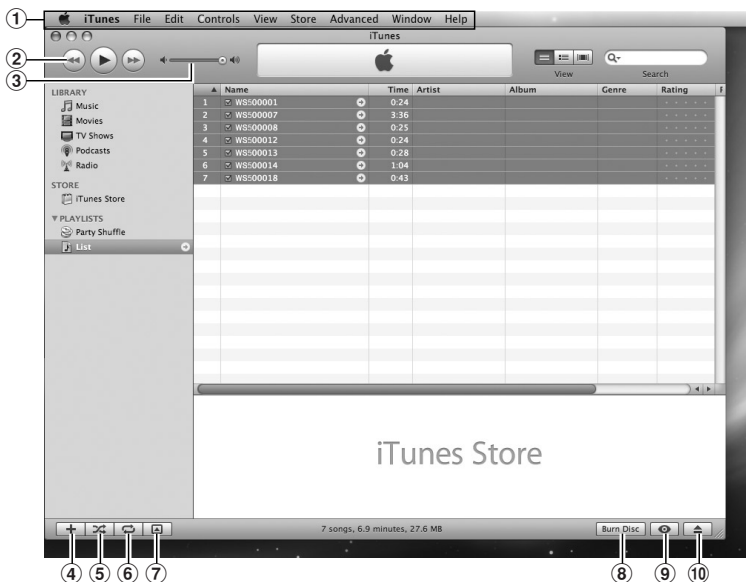 ① iTunes File Edit Controls View Store Advanced Window Help
iTunes
②
③
View
Search
LIBRARY
Music
Movies
TV Shows
Podcasts
Radio
STORE
iTunes Store
PLAYLISTS
Party Shuffle
List
Name Time Artist Album Genre Rating
1 WS500001 0:24
2 WS500007 3:36
3 WS500008 0:25
4 WS500012 0:24
5 WS500013 0:28
6 WS500014 1:04
7 WS500018 0:43
iTunes Store
7 songs, 6.9 minutes, 27.6 MB
Burn Disc
④ ⑤ ⑥ ⑦ ⑧ ⑨ ⑩